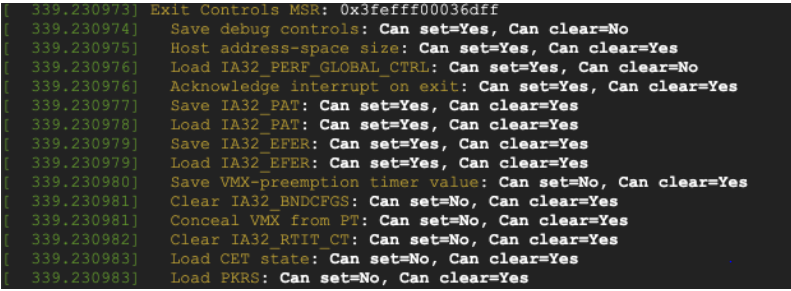 [  339.230973] Exit Controls MSR: 0x3fefff00036dff
[  339.230974]   Save debug controls: Can set=Yes, Can clear=No
[  339.230975]   Host address-space size: Can set=Yes, Can clear=Yes
[  339.230976]   Load IA32_PERF_GLOBAL_CTRL: Can set=Yes, Can clear=No
[  339.230976]   Acknowledge interrupt on exit: Can set=Yes, Can clear=Yes
[  339.230977]   Save IA32_PAT: Can set=Yes, Can clear=Yes
[  339.230978]   Load IA32_PAT: Can set=Yes, Can clear=Yes
[  339.230979]   Save IA32_EFER: Can set=Yes, Can clear=Yes
[  339.230979]   Load IA32_EFER: Can set=Yes, Can clear=Yes
[  339.230980]   Save VMX-preemption timer value: Can set=No, Can clear=Yes
[  339.230981]   Clear IA32_BNDCFGS: Can set=No, Can clear=Yes
[  339.230981]   Conceal VMX from PT: Can set=No, Can clear=Yes
[  339.230982]   Clear IA32_RTIT_CT: Can set=No, Can clear=Yes
[  339.230983]   Load CET state: Can set=No, Can clear=Yes
[  339.230983]   Load PKRS: Can set=No, Can clear=Yes